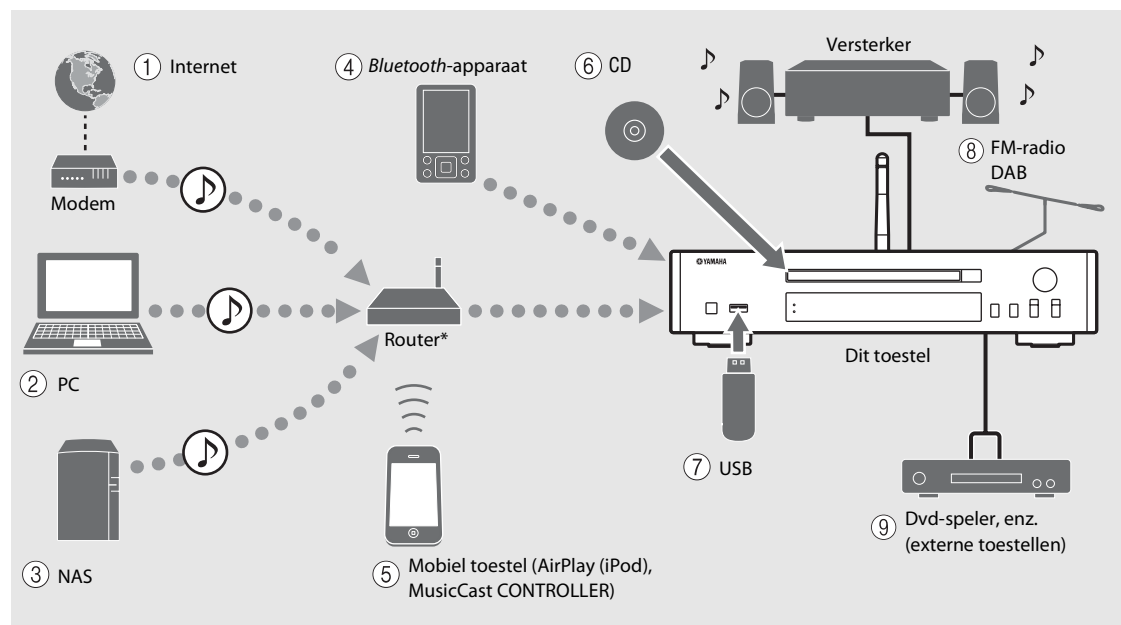 ① Internet
Modem
② PC
③ NAS
④ Bluetooth-apparaat
Router*
⑤ Mobiel toestel (AirPlay (iPod),
MusicCast CONTROLLER)
⑥ CD
Versterker
⑧ FM-radio
DAB
YAMAHA
Dit toestel
⑦ USB
⑨ Dvd-speler, enz.
(externe toestellen)